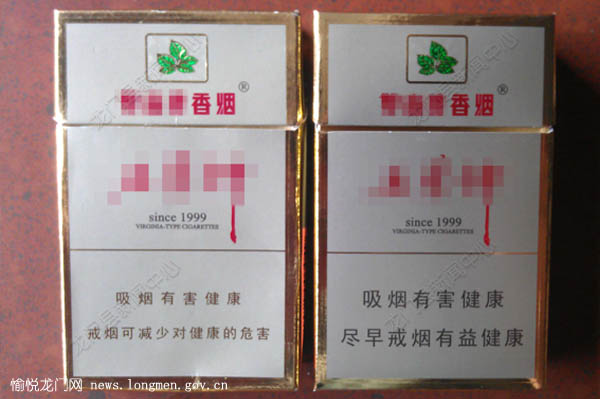 香烟®
since 1999
VIRGINIA-TYPE CIGARETTES
吸烟有害健康
戒烟可减少对健康的危害
香烟®
since 1999
VIRGINIA-TYPE CIGARETTES
吸烟有害健康
尽早戒烟有益健康
愉悦龙门网 news.longmen.gov.cn